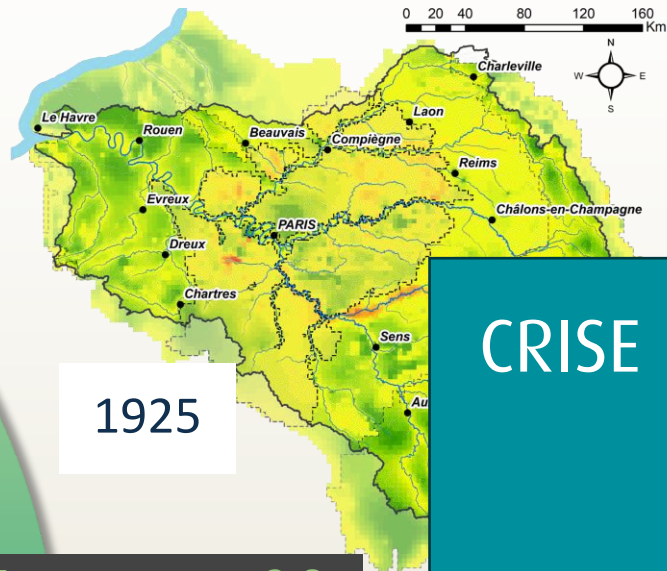 0 20 40 80 120 160
Km
N
W E
S
Charleville
Le Havre
Rouen
Beauvais
Laon
Compiègne
Reims
Evreux
Châlons-en-Champagne
PARIS
Dreux
Chartres
Sens
Au
1925
CRISE